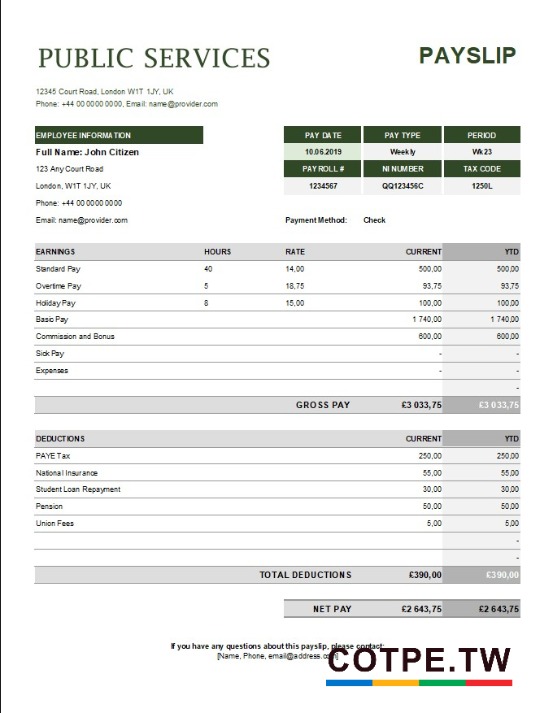 PUBLIC SERVICES
PAYSLIP
12345 Court Road, London W1T 1JY, UK
Phone: +44 00 0000 0000, Email: name@provider.com
EMPLOYEE INFORMATION PAY DATE PAY TYPE PERIOD
Full Name: John Citizen 10.06.2019 Weekly Wk23
123 Any Court Road PAYROLL # NI NUMBER TAX CODE
London, W1T 1JY, UK 1234567 QQ123456C 1250L
Phone: +44 00 0000 0000
Email: name@provider.com Payment Method: Check
EARNINGS HOURS RATE CURRENT YTD
Standard Pay 40 14,00 500,00 500,00
Overtime Pay 5 18,75 93,75 93,75
Holiday Pay 8 15,00 100,00 100,00
Basic Pay 1 740,00 1 740,00
Commission and Bonus 600,00 600,00
Sick Pay - -
Expenses - -
-
GROSS PAY £3 033,75 £3 033,75
DEDUCTIONS CURRENT YTD
PAYE Tax 250,00 250,00
National Insurance 55,00 55,00
Student Loan Repayment 30,00 30,00
Pension 50,00 50,00
Union Fees 5,00 5,00
-
-
TOTAL DEDUCTIONS £390,00 £390,00
NET PAY £2 643,75 £2 643,75
If you have any questions about this payslip, please contact:
[Name, Phone, email@address.com]
COTPE.TW